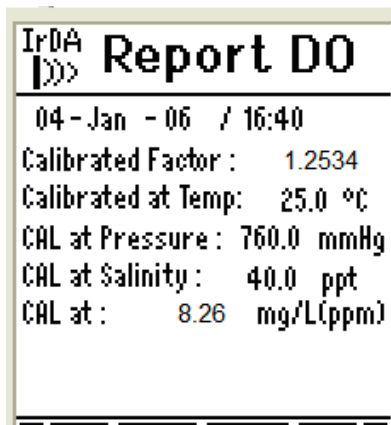 IrDA
Report DO
04-Jan - 06 / 16:40
Calibrated Factor : 1.2534
Calibrated at Temp: 25.0 ºC
CAL at Pressure : 760.0 mmHg
CAL at Salinity : 40.0 ppt
CAL at : 8.26 mg/L(ppm)